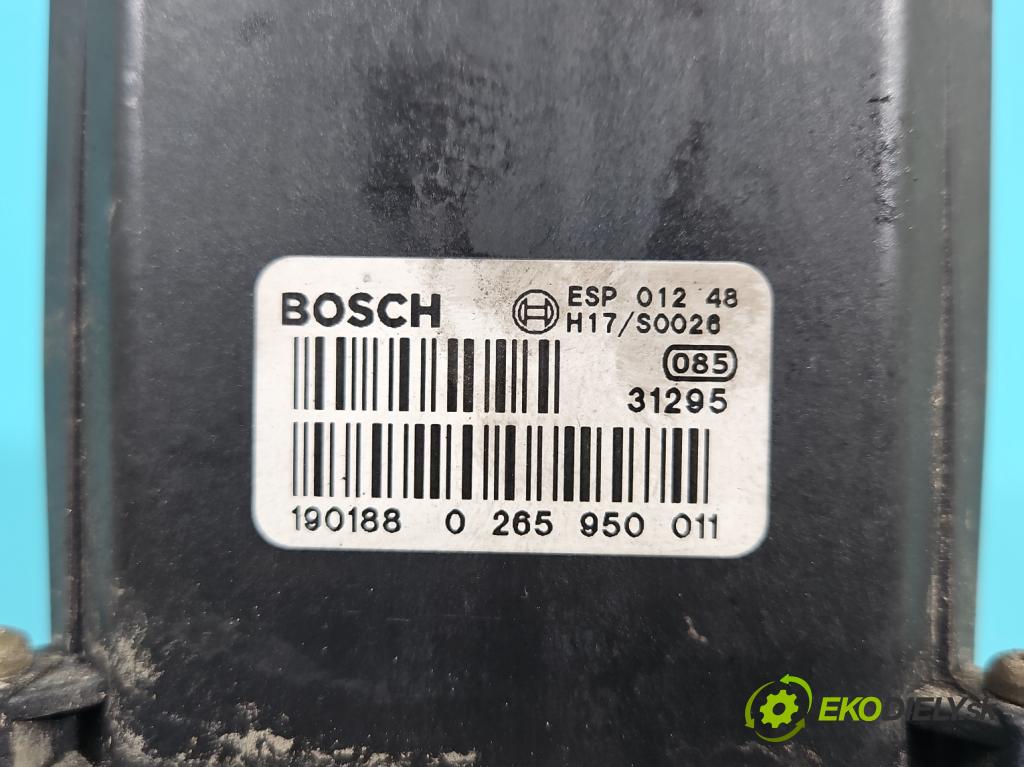 BOSCH
ESP 012 48
H17/S0026
085
31295
190188 0 265 950 011
EKODIELY.SK